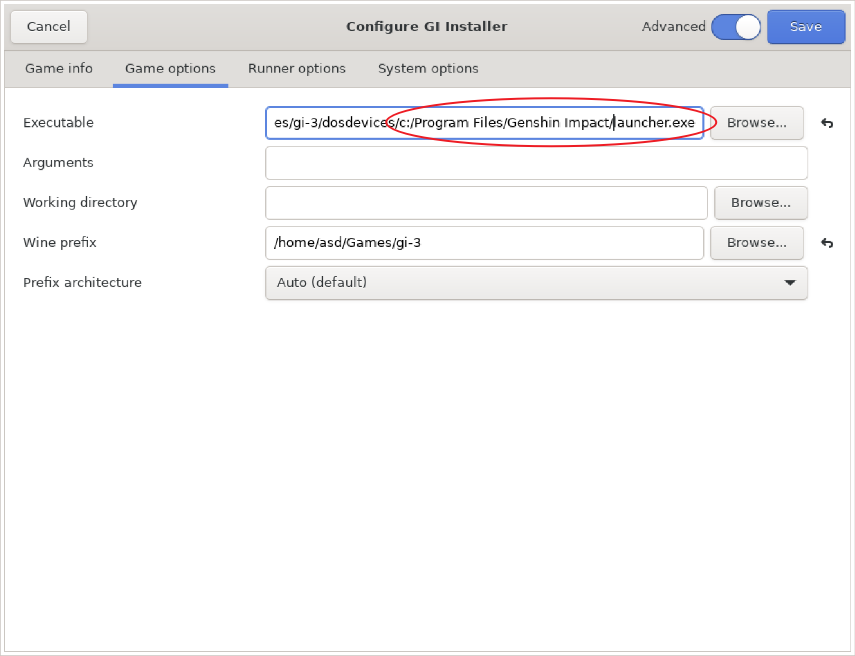 Cancel Configure GI Installer Advanced Save
Game info Game options Runner options System options
Executable es/gi-3/dosdevices/c:/Program Files/Genshin Impact/launcher.exe Browse...
Arguments
Working directory Browse...
Wine prefix /home/asd/Games/gi-3 Browse...
Prefix architecture Auto (default)